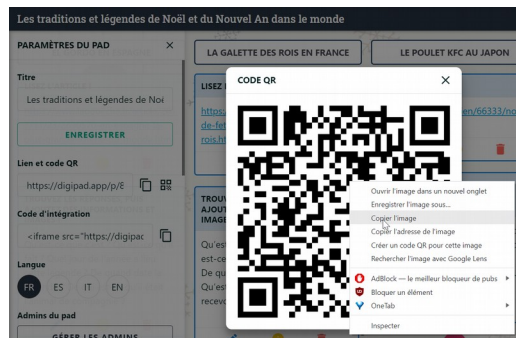 Les traditions et légendes de Noël et du Nouvel An dans le monde
PARAMÈTRES DU PAD
Titre
Les traditions et légendes de Noë
ENREGISTRER
Lien et code QR
https://digipad.app/p/
Code d'intégration
<iframe src="https://digipac
Langue
FR ES IT EN
Admins du pad
GÉRER LES ADMINS
LA GALETTE DES ROIS EN FRANCE
LE POULET KFC AU JAPON
LISEZ
https:
de-fet
rois.ht
en/66333/no
TROUV
AJOUT
IMAGE
Qu'est
est-ce
De qu
Qu'est
recevo
CODE QR
Ouvrir l'image dans un nouvel onglet
Enregistrer l'image sous...
Copier l'image
Copier l'adresse de l'image
Créer un code QR pour cette image
Rechercher l'image avec Google Lens
AdBlock — le meilleur bloqueur de pubs
Bloquer un élément
OneTab
Inspecter